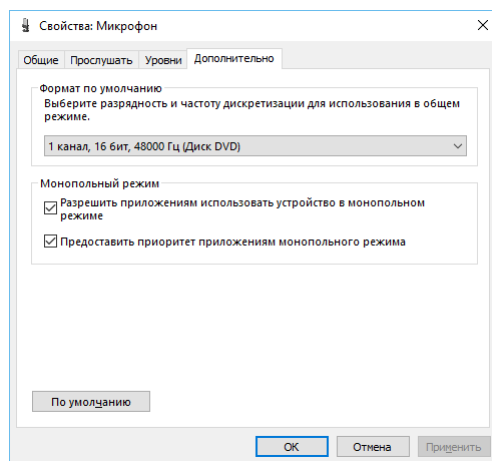 Свойства: Микрофон
Общие Прослушать Уровни Дополнительно
Формат по умолчанию
Выберите разрядность и частоту дискретизации для использования в общем
режиме.
1 канал, 16 бит, 48000 Гц (Диск DVD)
Монопольный режим
Разрешить приложениям использовать устройство в монопольном
режиме
Предоставить приоритет приложениям монопольного режима
По умолчанию
ОК Отмена Применить